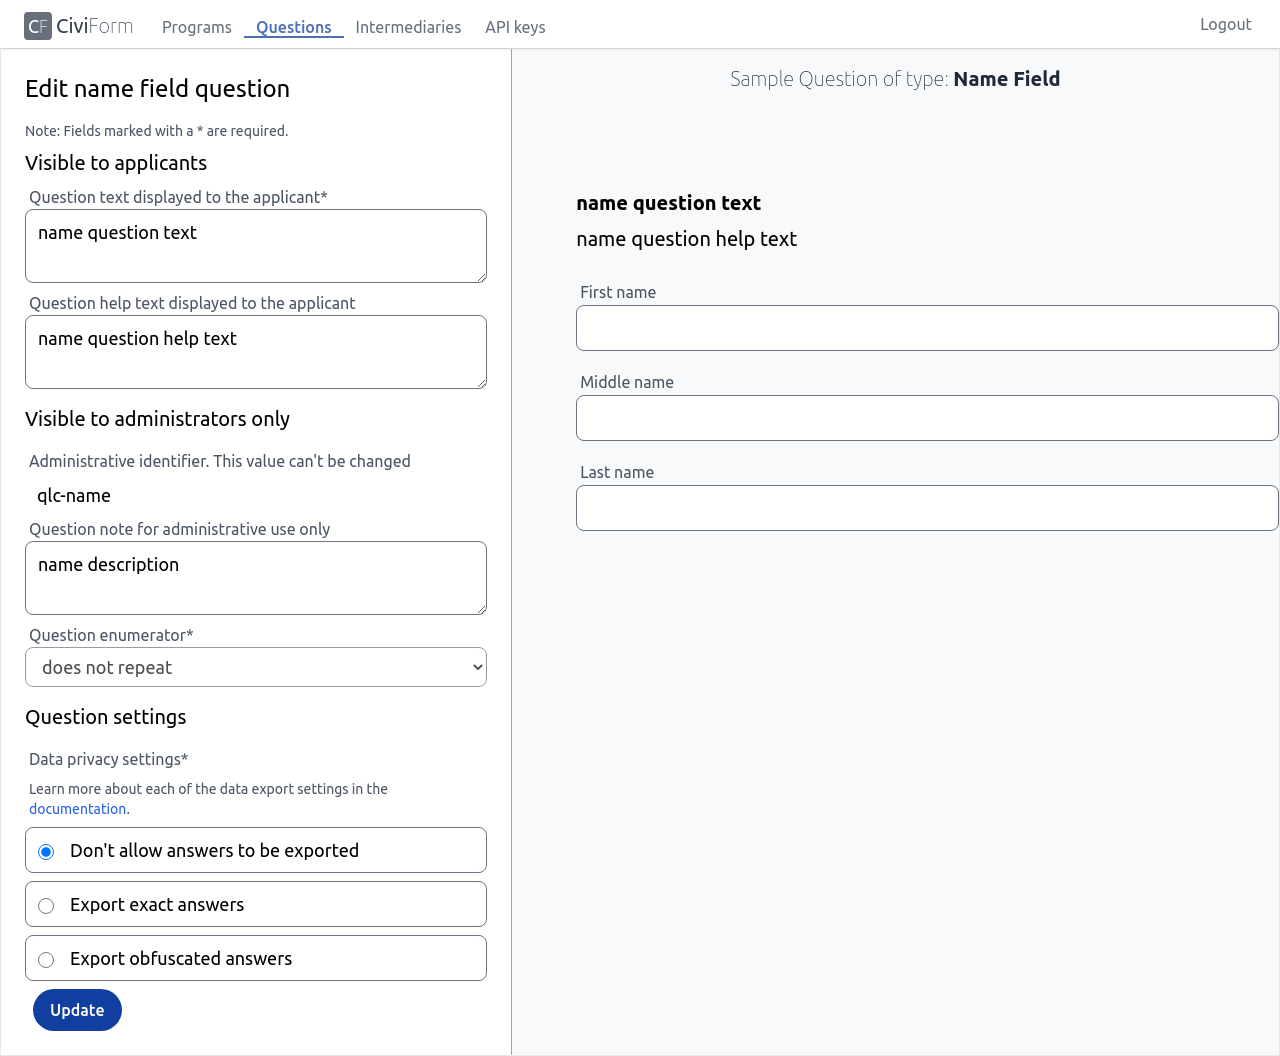 CF CiviForm Programs Questions Intermediaries API keys Logout
Edit name field question
Note: Fields marked with a * are required.
Visible to applicants
Question text displayed to the applicant*
name question text
Question help text displayed to the applicant
name question help text
Visible to administrators only
Administrative identifier. This value can't be changed
qlc-name
Question note for administrative use only
name description
Question enumerator*
does not repeat
Question settings
Data privacy settings*
Learn more about each of the data export settings in the
documentation.
Don't allow answers to be exported
Export exact answers
Export obfuscated answers
Update
Sample Question of type: Name Field
name question text
name question help text
First name
Middle name
Last name